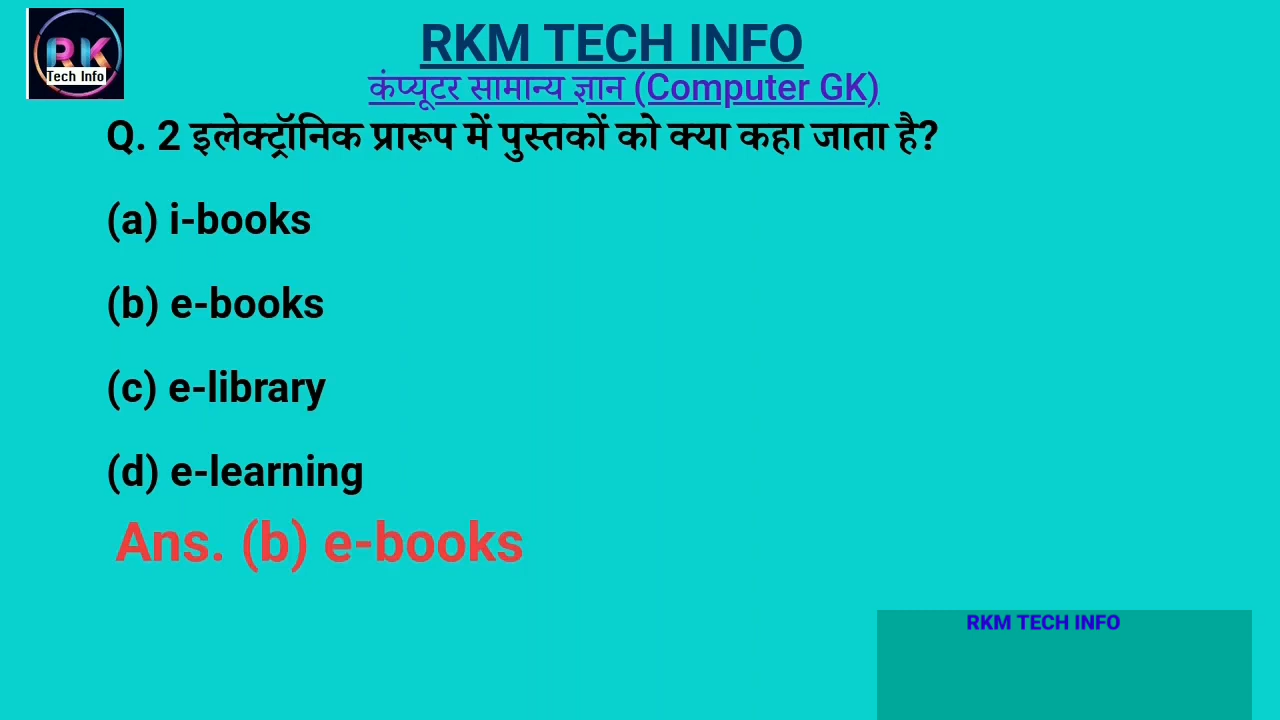 RK
Tech Info
RKM TECH INFO
कंप्यूटर सामान्य ज्ञान (Computer GK)
Q. 2 इलेक्ट्रॉनिक प्रारूप में पुस्तकों को क्या कहा जाता है?
(a) i-books
(b) e-books
(c) e-library
(d) e-learning
Ans. (b) e-books
RKM TECH INFO